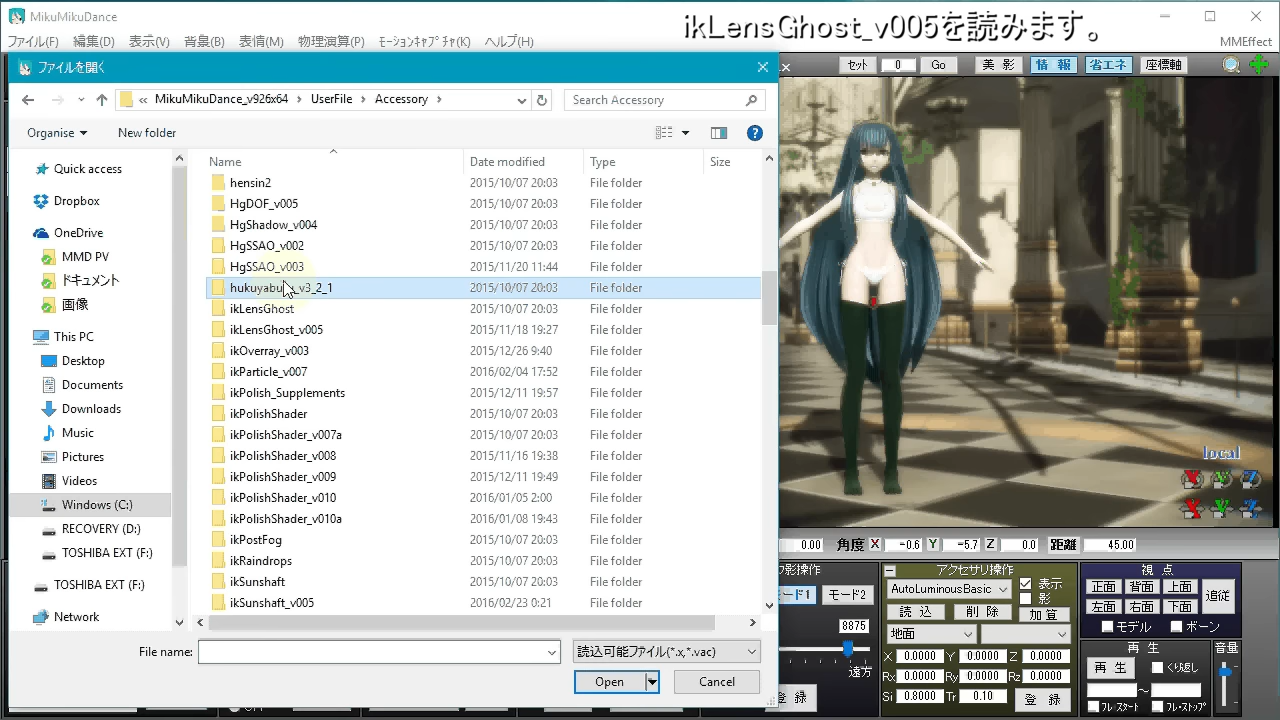 MikuMikuDance
ikLensGhost_v005を読みます。
ファイル(F) 編集(D) 表示(V) 背景(B) 表情(M) 物理演算(P) ﾓｰｼｮﾝｷｬﾌﾟﾁｬ(K) ヘルプ(H)
MMEffect
ファイルを開く
セット 0 Go 美 影 情 報 省エネ 座標軸
« MikuMikuDance_v926x64 › UserFile › Accessory ›
Search Accessory
Organise New folder
Name Date modified Type Size
Quick access
Dropbox
OneDrive
MMD PV
ドキュメント
画像
This PC
Desktop
Documents
Downloads
Music
Pictures
Videos
Windows (C:)
RECOVERY (D:)
TOSHIBA EXT (F:)
TOSHIBA EXT (F:)
Network
hensin2 2015/10/07 20:03 File folder
HgDOF_v005 2015/10/07 20:03 File folder
HgShadow_v004 2015/10/07 20:03 File folder
HgSSAO_v002 2015/10/07 20:03 File folder
HgSSAO_v003 2015/11/20 11:44 File folder
2015/10/07 20:03 File folder
ikLensGhost 2015/10/07 20:03 File folder
ikLensGhost_v005 2015/11/18 19:27 File folder
ikOverray_v003 2015/12/26 9:40 File folder
ikParticle_v007 2016/02/04 17:52 File folder
ikPolish_Supplements 2015/12/11 19:57 File folder
ikPolishShader 2015/10/07 20:03 File folder
ikPolishShader_v007a 2015/10/07 20:03 File folder
ikPolishShader_v008 2015/11/16 19:38 File folder
ikPolishShader_v009 2015/12/11 19:49 File folder
ikPolishShader_v010 2016/01/05 2:00 File folder
ikPolishShader_v010a 2016/01/08 19:43 File folder
ikPostFog 2015/10/07 20:03 File folder
ikRaindrops 2015/10/07 20:03 File folder
ikSunshaft 2015/10/07 20:03 File folder
ikSunshaft_v005 2016/02/23 0:21 File folder
File name:
読込可能ファイル(*.x,*.vac)
Open Cancel
local
X Y Z
X Y Z
0.00 角度 X -0.6 Y -5.7 Z 0.0 距離 45.00
影操作
ﾓｰﾄﾞ1 モード2
8875
遠方
登 録
アクセサリ操作
AutoLuminousBasic 表示
影
読 込 削 除 加 算
地面
X 0.0000 Y 0.0000 Z 0.0000
Rx 0.0000 Ry 0.0000 Rz 0.0000
Si 0.8000 Tr 0.10 登 録
視 点
正面 背面 上面 追従
左面 右面 下面
モデル ボーン
再 生
再 生 くり返し
～
ﾌﾚ･ｽﾀｰﾄ ﾌﾚ･ｽﾄｯﾌﾟ
音量